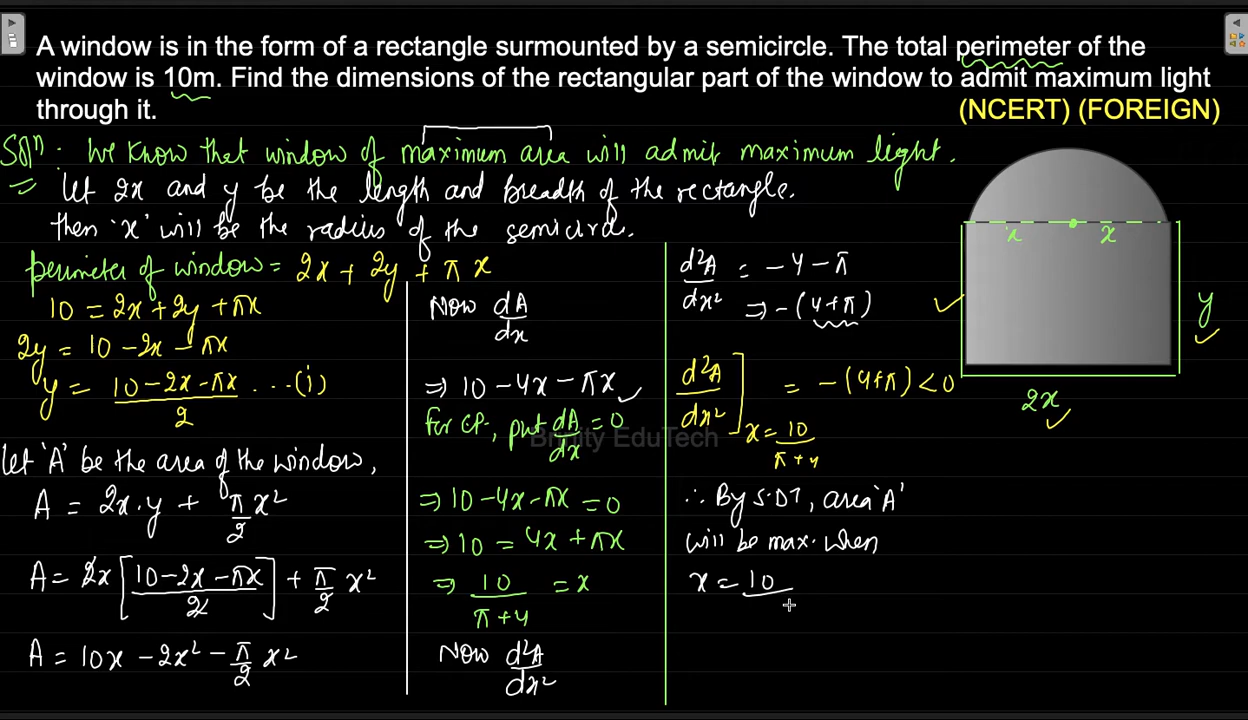 A window is in the form of a rectangle surmounted by a semicircle. The total perimeter of the
window is 10m. Find the dimensions of the rectangular part of the window to admit maximum light
through it.
(NCERT) (FOREIGN)
Solⁿ: We know that window of maximum area will admit maximum light.
let 2x and y be the length and breadth of the rectangle.
then 'x' will be the radius of the semicircle.
perimeter of window = 2x + 2y + πx
10 = 2x + 2y + πx
2y = 10 - 2x - πx
y = (10 - 2x - πx)/2 ...(i)
let 'A' be the area of the window,
A = 2x.y + π/2 x²
A = 2x[(10 - 2x - πx)/2] + π/2 x²
A = 10x - 2x² - π/2 x²
Now dA/dx
⇒ 10 - 4x - πx
For CP, put dA/dx = 0
⇒ 10 - 4x - πx = 0
⇒ 10 = 4x + πx
⇒ 10/(π+4) = x
Now d²A/dx²
d²A/dx² = -4 - π
⇒ -(4+π)
d²A/dx²]x=10/(π+4) = -(4+π) < 0
∴ By S.D.T, area 'A'
will be max. when
x = 10
x x
y
2x
Brinity EduTech